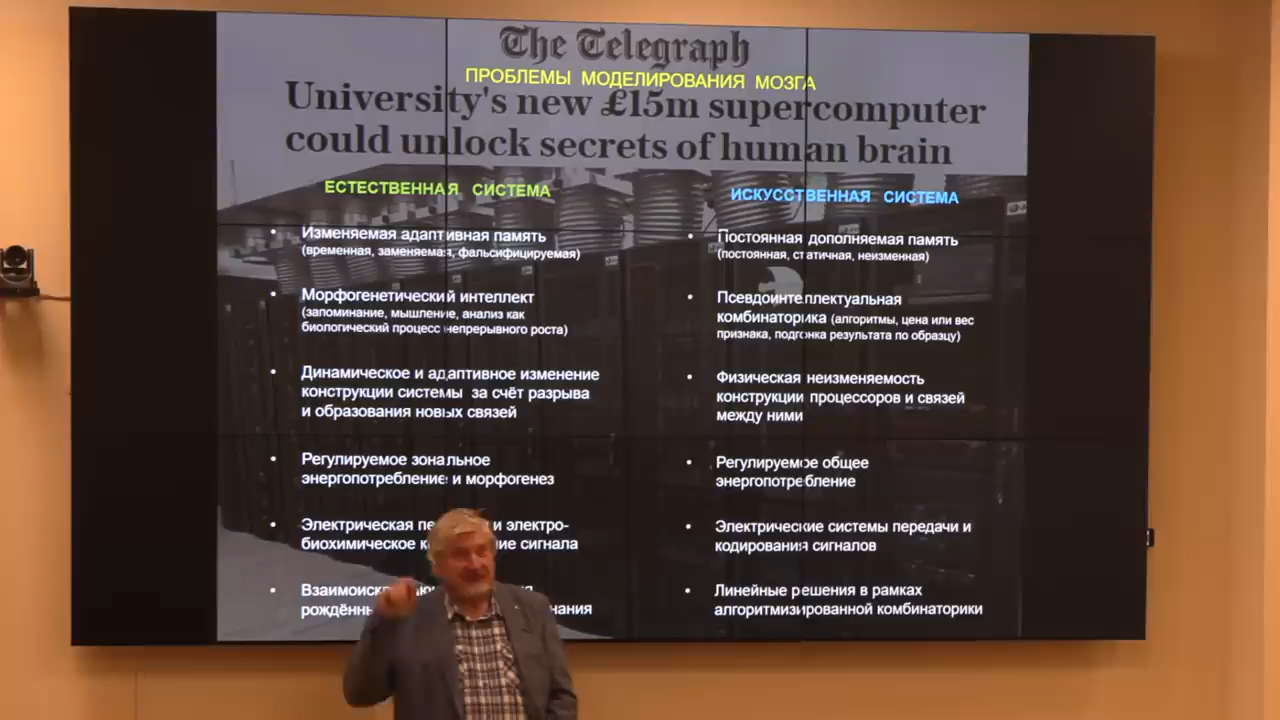 The Telegraph
ПРОБЛЕМЫ МОДЕЛИРОВАНИЯ МОЗГА
University's new £15m supercomputer
could unlock secrets of human brain
ЕСТЕСТВЕННАЯ СИСТЕМА
• Изменяемая адаптивная память
(временная, заменяемая, фальсифицируемая)
• Морфогенетический интеллект
(запоминание, мышление, анализ как
биологический процесс непрерывного роста)
• Динамическое и адаптивное изменение
конструкции системы за счёт разрыва
и образования новых связей
• Регулируемое зональное
энергопотребление и морфогенез
• Электрическая и электро-
биохимическое сигнала
•
ИСКУССТВЕННАЯ СИСТЕМА
• Постоянная дополняемая память
(постоянная, статичная, неизменная)
• Псевдоинтеллектуальная
комбинаторика (алгоритмы, цена или вес
признака, подгонка результата по образцу)
• Физическая неизменяемость
конструкции процессоров и связей
между ними
• Регулируемое общее
энергопотребление
• Электрические системы передачи и
кодирования сигналов
• Линейные решения в рамках
алгоритмизированной комбинаторики